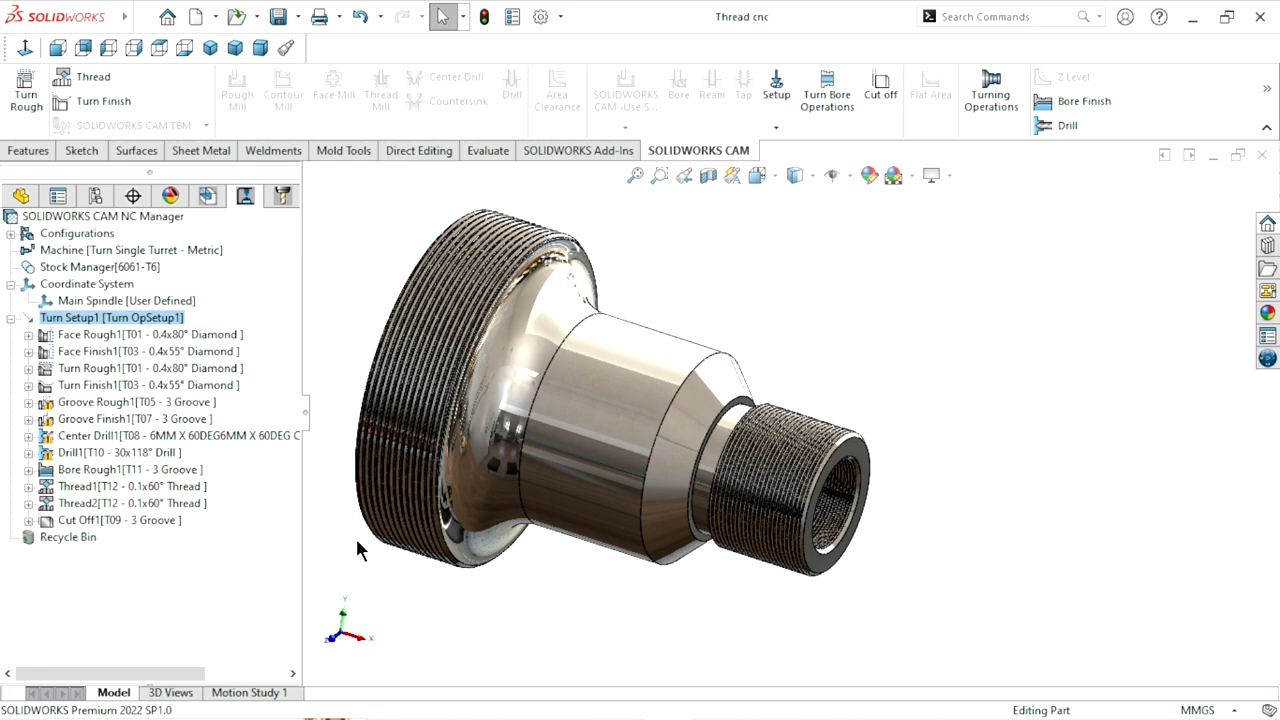 SOLIDWORKS
Thread cnc
Search Commands
Turn Rough
Thread
Turn Finish
SOLIDWORKS CAM TBM
Rough Mill
Contour Mill
Face Mill
Thread Mill
Center Drill
Countersink
Drill
Area Clearance
SOLIDWORKS CAM -Use S...
Bore
Ream
Tap
Setup
Turn Bore Operations
Cut off
Flat Area
Turning Operations
Z Level
Bore Finish
Drill
Features
Sketch
Surfaces
Sheet Metal
Weldments
Mold Tools
Direct Editing
Evaluate
SOLIDWORKS Add-Ins
SOLIDWORKS CAM
SOLIDWORKS CAM NC Manager
Configurations
Machine [Turn Single Turret - Metric]
Stock Manager[6061-T6]
Coordinate System
Main Spindle [User Defined]
Turn Setup1 [Turn OpSetup1]
Face Rough1[T01 - 0.4x80° Diamond ]
Face Finish1[T03 - 0.4x55° Diamond ]
Turn Rough1[T01 - 0.4x80° Diamond ]
Turn Finish1[T03 - 0.4x55° Diamond ]
Groove Rough1[T05 - 3 Groove ]
Groove Finish1[T07 - 3 Groove ]
Center Drill1[T08 - 6MM X 60DEG6MM X 60DEG C
Drill1[T10 - 30x118° Drill ]
Bore Rough1[T11 - 3 Groove ]
Thread1[T12 - 0.1x60° Thread ]
Thread2[T12 - 0.1x60° Thread ]
Cut Off1[T09 - 3 Groove ]
Recycle Bin
Y
X
Z
Model
3D Views
Motion Study 1
SOLIDWORKS Premium 2022 SP1.0
Editing Part
MMGS